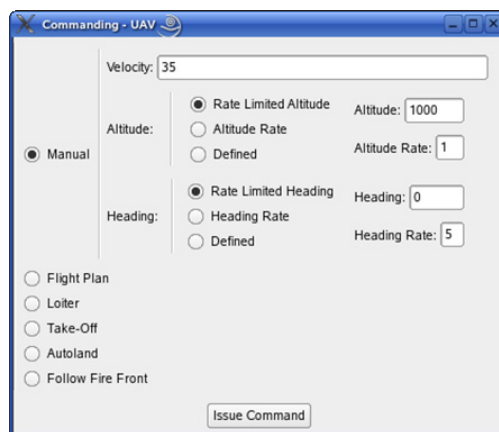 Commanding - UAV
Velocity: 35
Manual
Altitude:
Rate Limited Altitude
Altitude Rate
Defined
Altitude: 1000
Altitude Rate: 1
Heading:
Rate Limited Heading
Heading Rate
Defined
Heading: 0
Heading Rate: 5
Flight Plan
Loiter
Take-Off
Autoland
Follow Fire Front
Issue Command